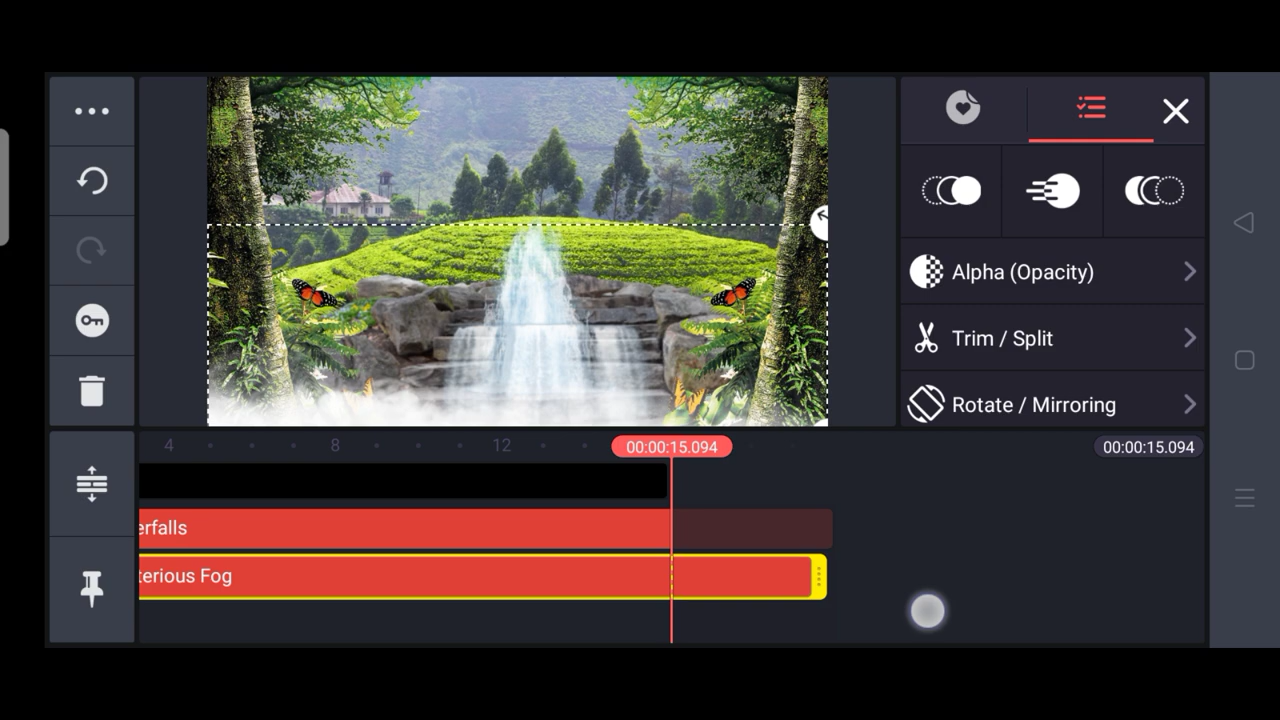 Alpha (Opacity)
Trim / Split
Rotate / Mirroring
4
8
12
00:00:15.094
00:00:15.094
erfalls
terious Fog